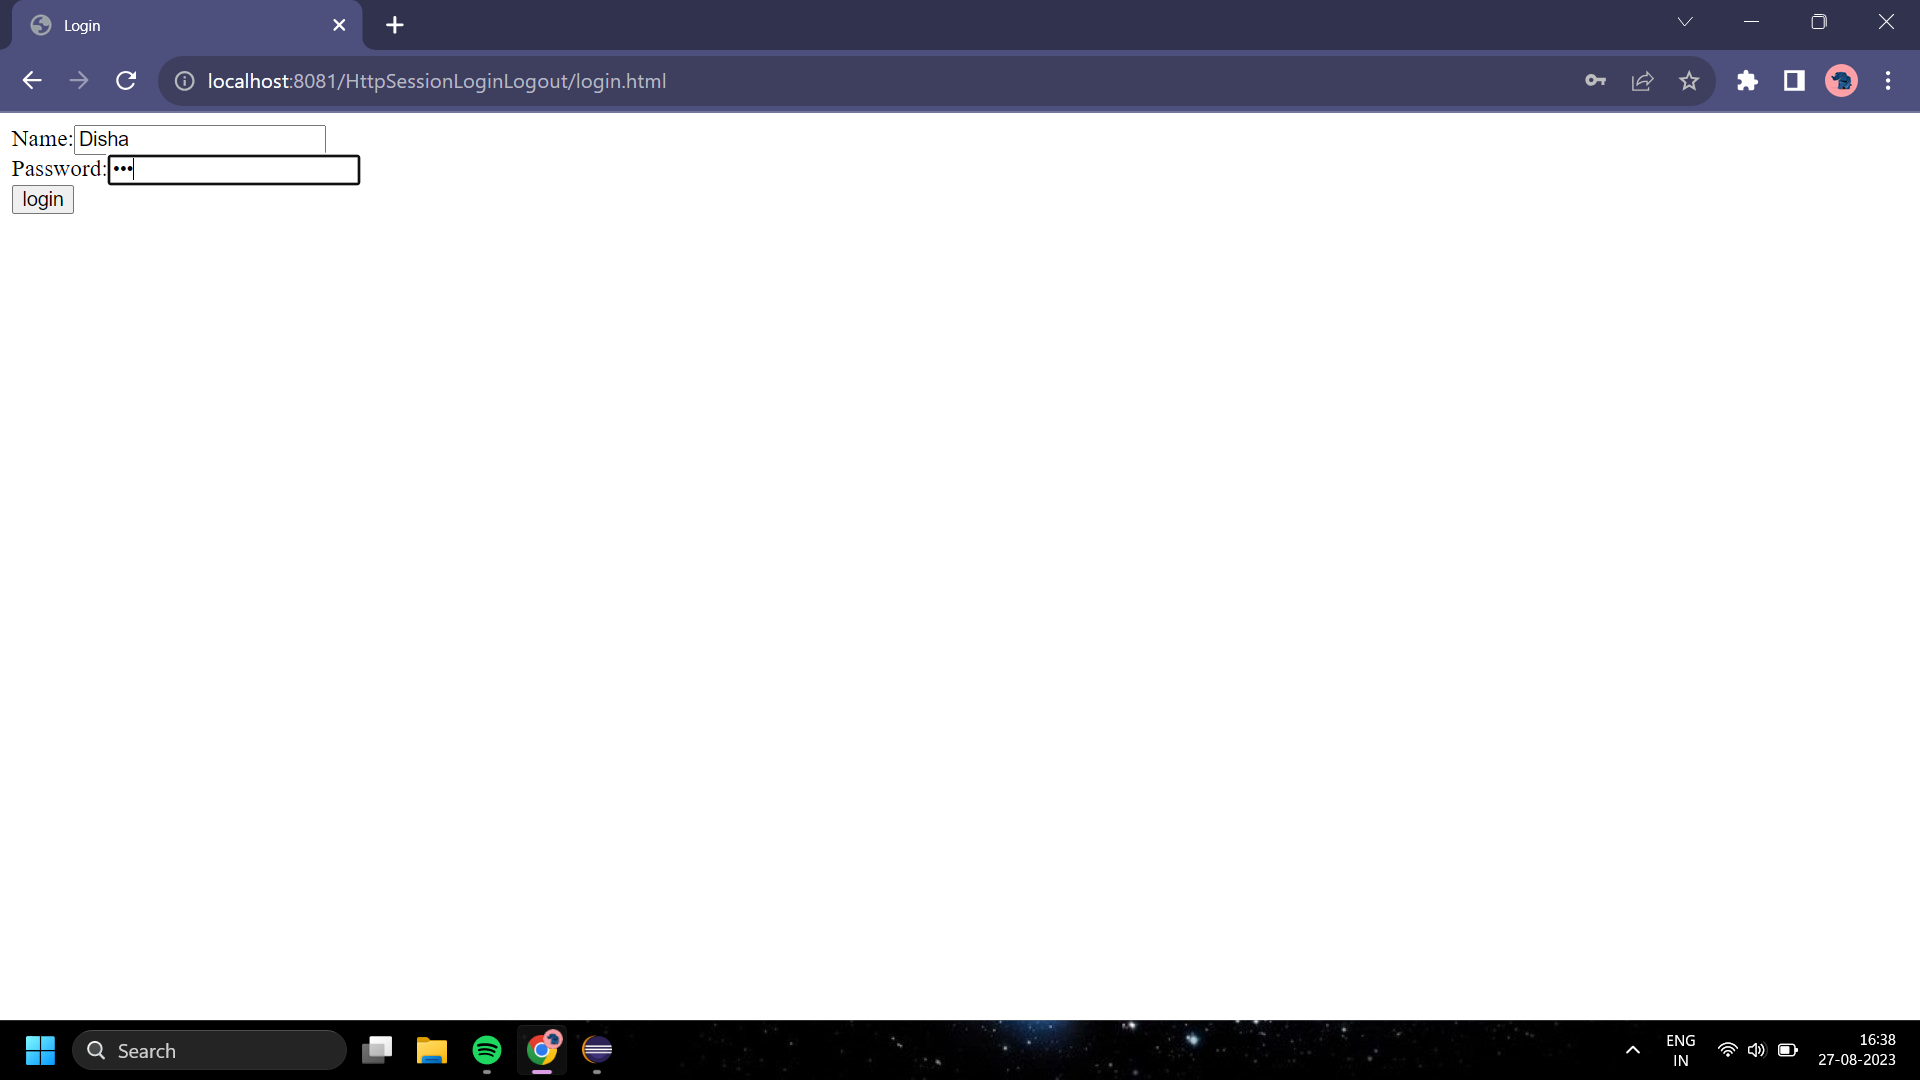 Login
localhost:8081/HttpSessionLoginLogout/login.html
Name: Disha
Password: •••
login
Search
ENG
IN
16:38
27-08-2023